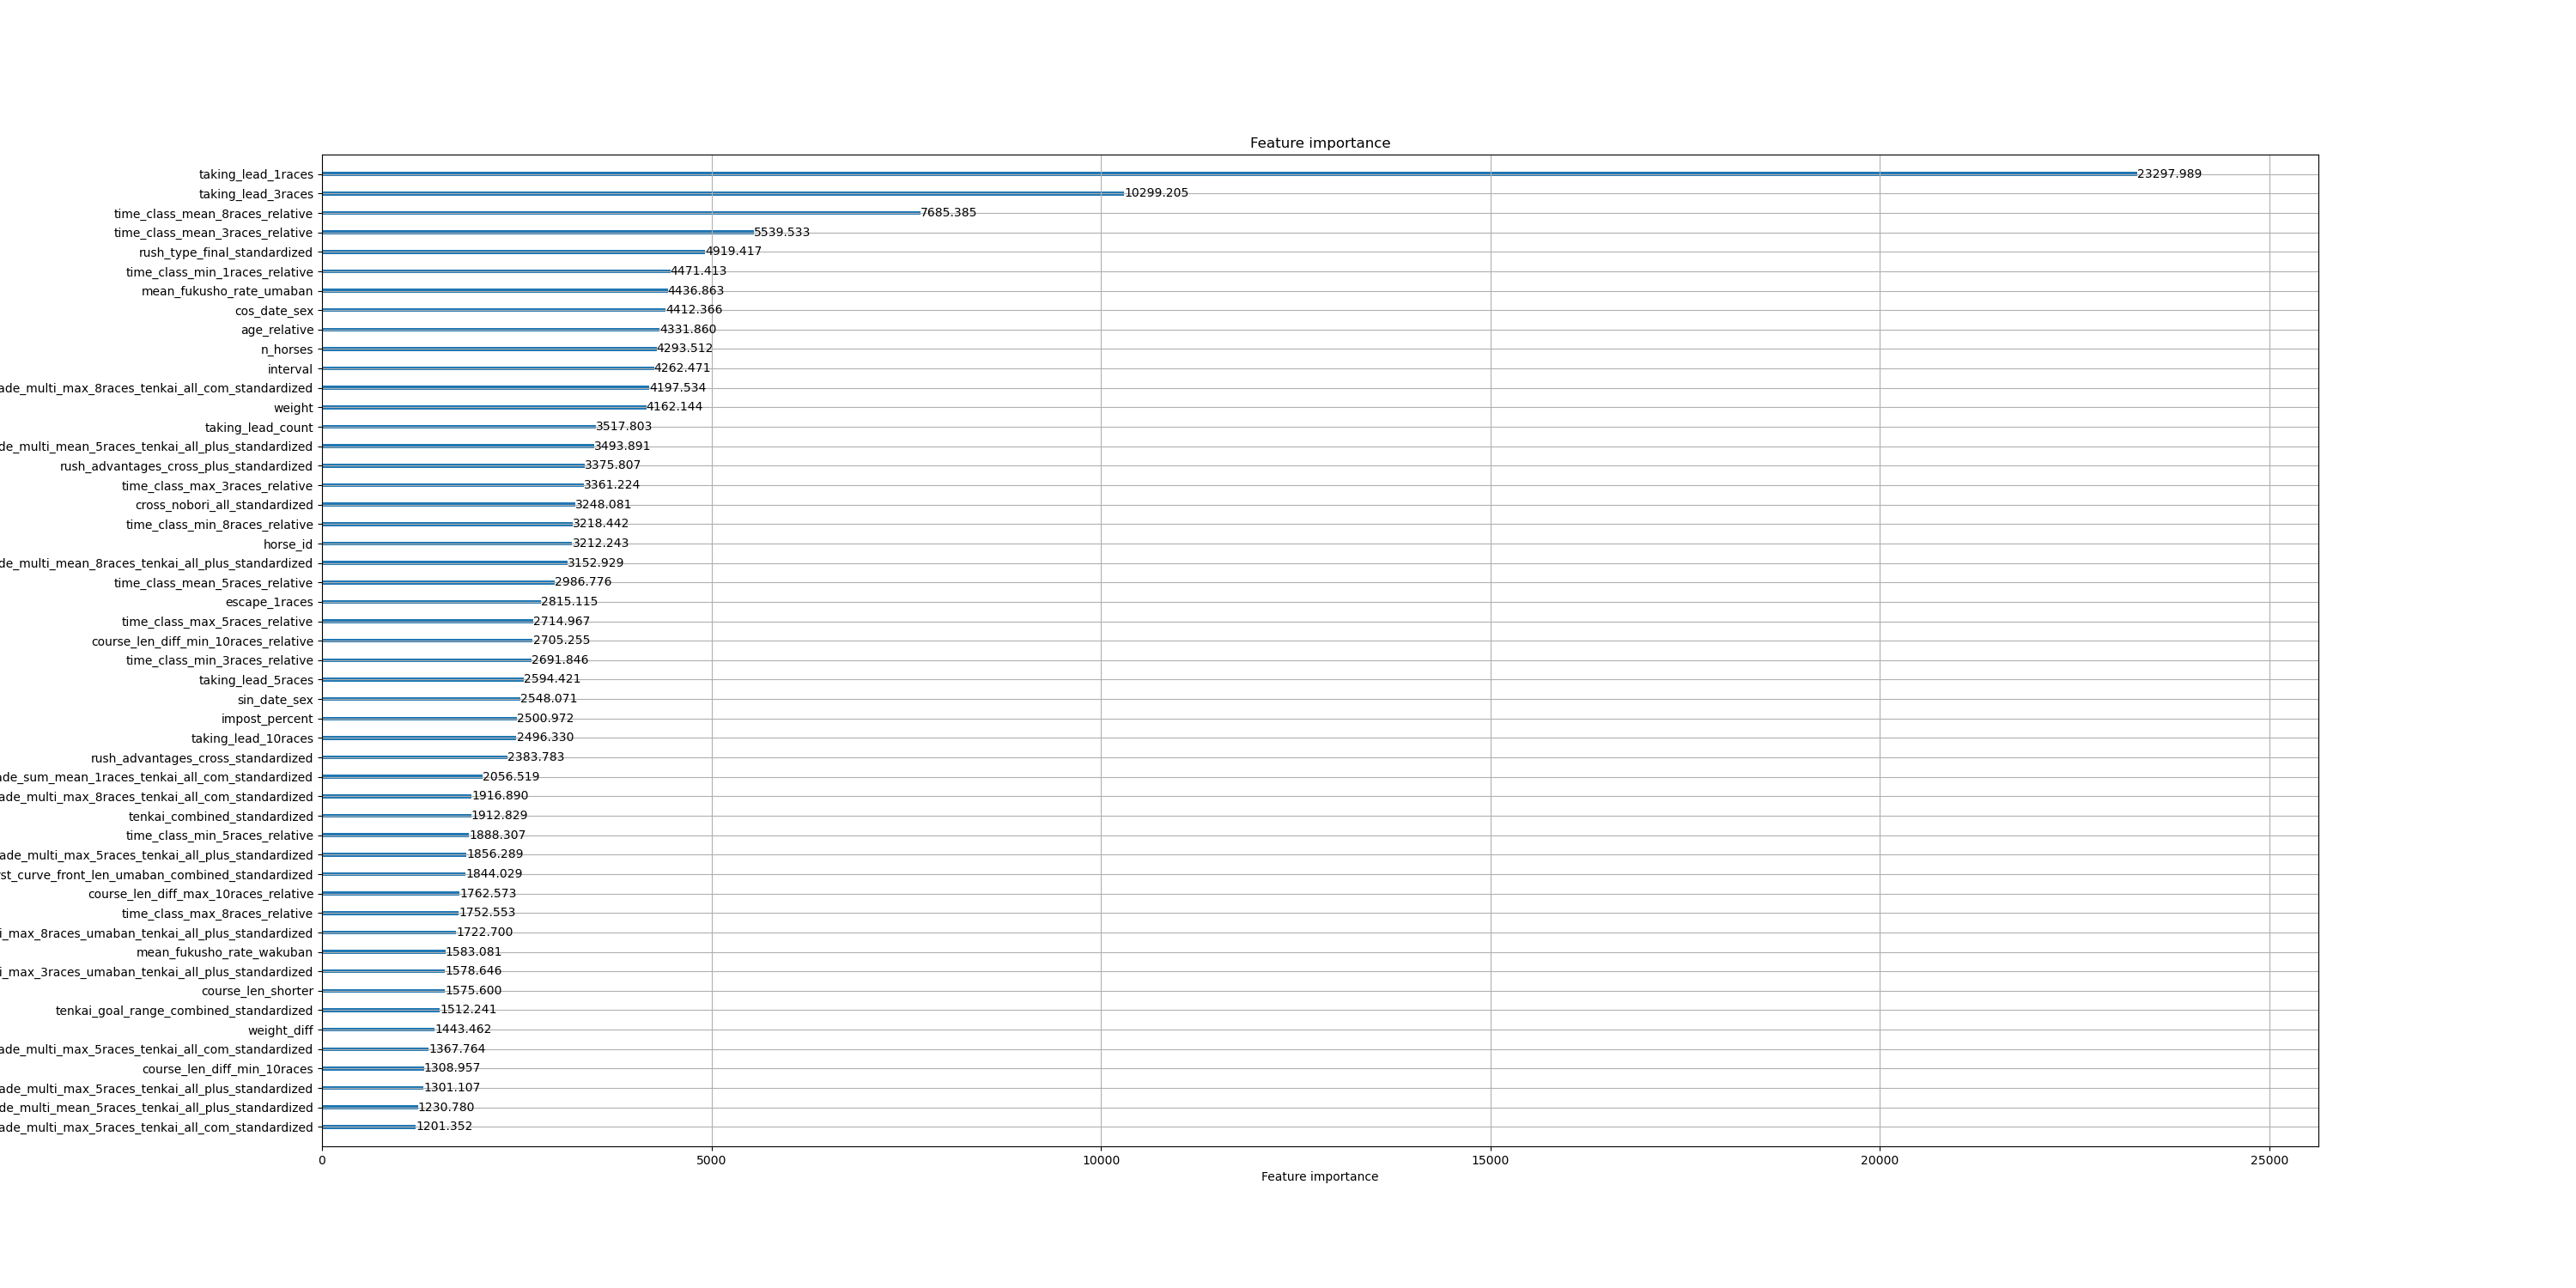 Feature importance
taking_lead_1races 23297.989
taking_lead_3races 10299.205
time_class_mean_8races_relative 7685.385
time_class_mean_3races_relative 5539.533
rush_type_final_standardized 4919.417
time_class_min_1races_relative 4471.413
mean_fukusho_rate_umaban 4436.863
cos_date_sex 4412.366
age_relative 4331.860
n_horses 4293.512
interval 4262.471
ade_multi_max_8races_tenkai_all_com_standardized 4197.534
weight 4162.144
taking_lead_count 3517.803
de_multi_mean_5races_tenkai_all_plus_standardized 3493.891
rush_advantages_cross_plus_standardized 3375.807
time_class_max_3races_relative 3361.224
cross_nobori_all_standardized 3248.081
time_class_min_8races_relative 3218.442
horse_id 3212.243
de_multi_mean_8races_tenkai_all_plus_standardized 3152.929
time_class_mean_5races_relative 2986.776
escape_1races 2815.115
time_class_max_5races_relative 2714.967
course_len_diff_min_10races_relative 2705.255
time_class_min_3races_relative 2691.846
taking_lead_5races 2594.421
sin_date_sex 2548.071
impost_percent 2500.972
taking_lead_10races 2496.330
rush_advantages_cross_standardized 2383.783
ade_sum_mean_1races_tenkai_all_com_standardized 2056.519
ade_multi_max_8races_tenkai_all_com_standardized 1916.890
tenkai_combined_standardized 1912.829
time_class_min_5races_relative 1888.307
ade_multi_max_5races_tenkai_all_plus_standardized 1856.289
st_curve_front_len_umaban_combined_standardized 1844.029
course_len_diff_max_10races_relative 1762.573
time_class_max_8races_relative 1752.553
i_max_8races_umaban_tenkai_all_plus_standardized 1722.700
mean_fukusho_rate_wakuban 1583.081
i_max_3races_umaban_tenkai_all_plus_standardized 1578.646
course_len_shorter 1575.600
tenkai_goal_range_combined_standardized 1512.241
weight_diff 1443.462
ade_multi_max_5races_tenkai_all_com_standardized 1367.764
course_len_diff_min_10races 1308.957
ade_multi_max_5races_tenkai_all_plus_standardized 1301.107
de_multi_mean_5races_tenkai_all_plus_standardized 1230.780
ade_multi_max_5races_tenkai_all_com_standardized 1201.352
0 5000 10000 15000 20000 25000
Feature importance